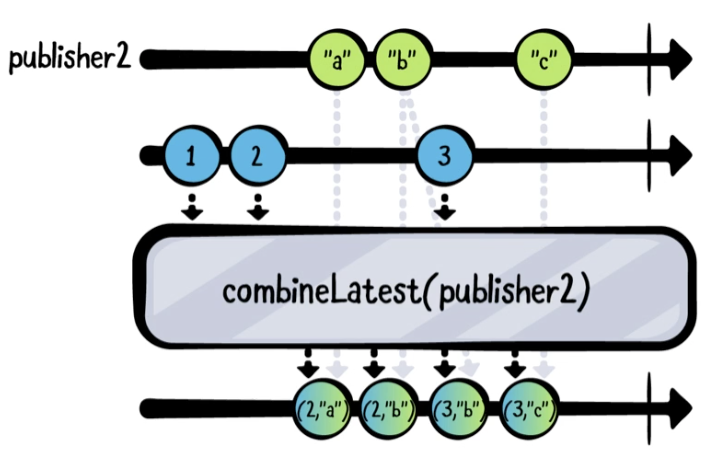 publisher2
"a" "b" "c"
1 2 3
combineLatest(publisher2)
(2,"a") (2,"b") (3,"b") (3,"c")